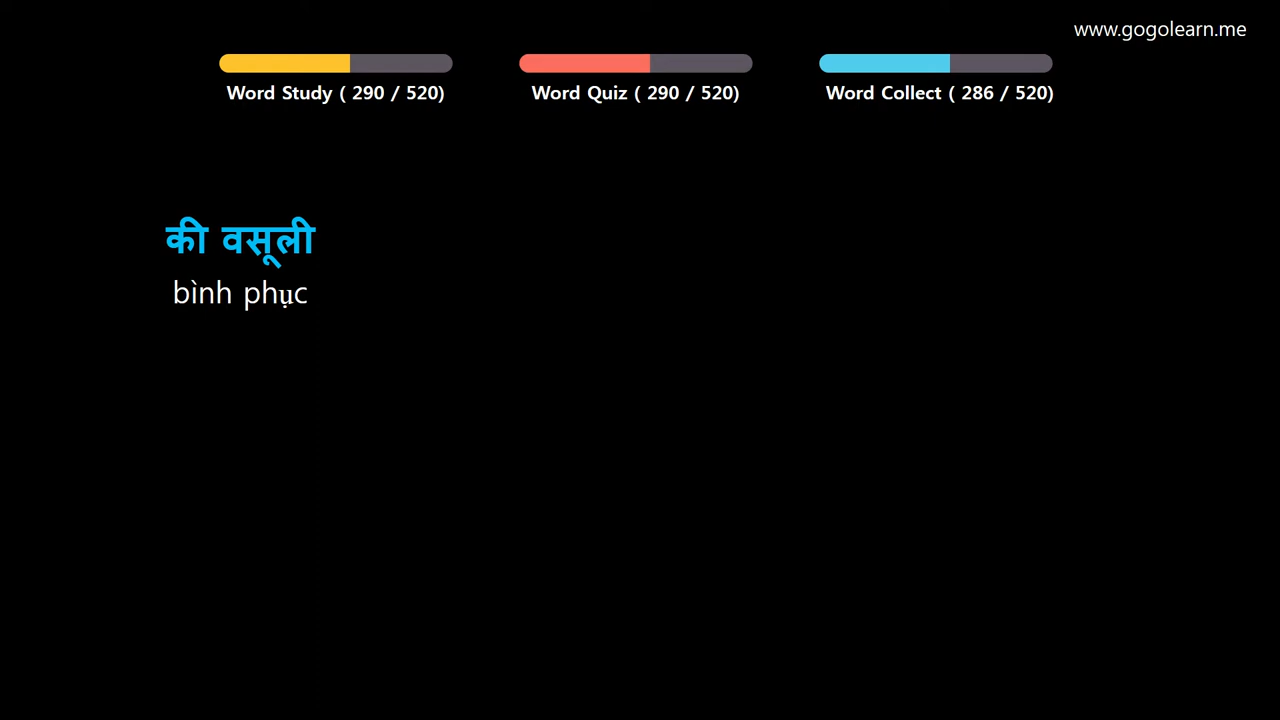 www.gogolearn.me
Word Study ( 290 / 520)
Word Quiz ( 290 / 520)
Word Collect ( 286 / 520)
की वसूली
bình phục